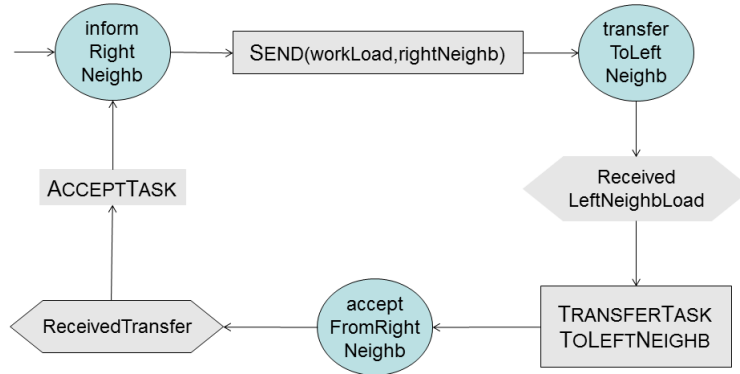 inform
Right
Neighb
SEND(workLoad,rightNeighb)
transfer
ToLeft
Neighb
Received
LeftNeighbLoad
TRANSFERTASK
TOLEFTNEIGHB
accept
FromRight
Neighb
ReceivedTransfer
ACCEPTTASK